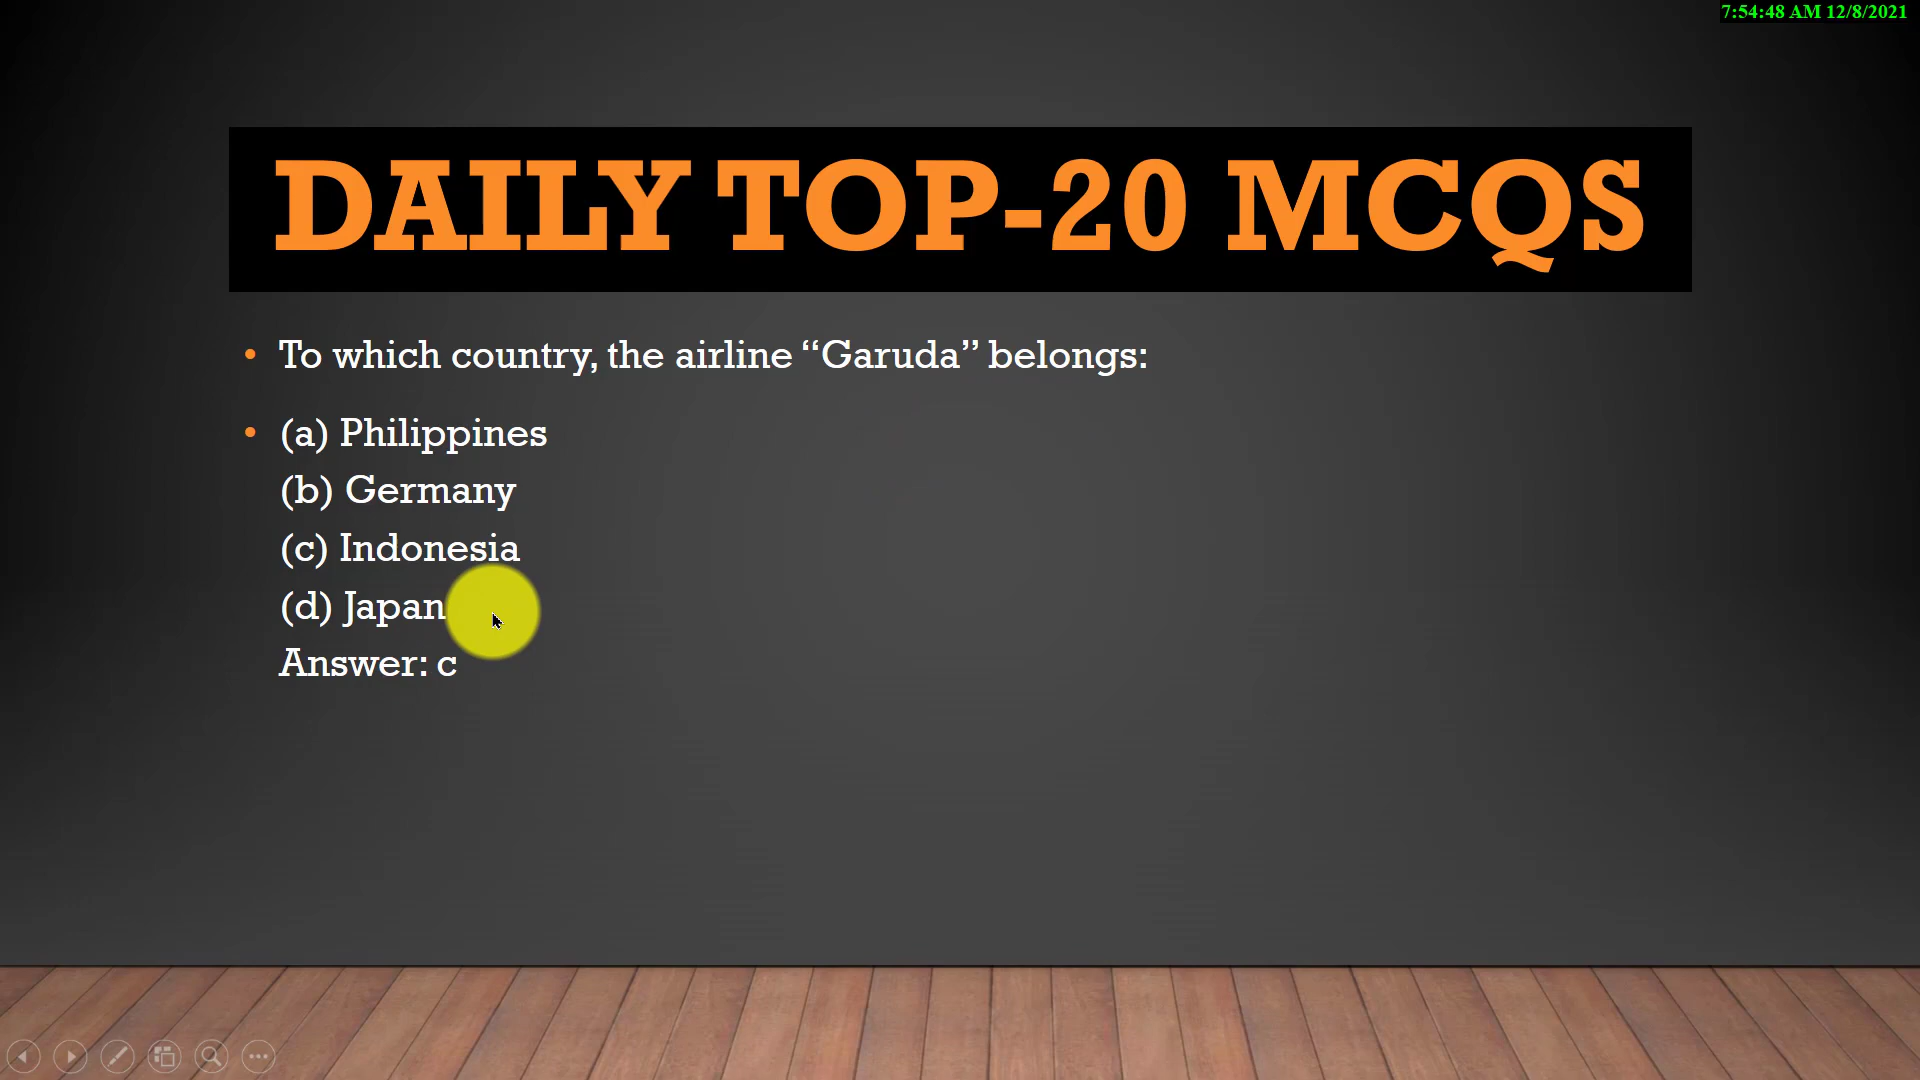 7:54:48 AM 12/8/2021
DAILY TOP-20 MCQS
• To which country, the airline “Garuda” belongs:
• (a) Philippines
(b) Germany
(c) Indonesia
(d) Japan
Answer: c